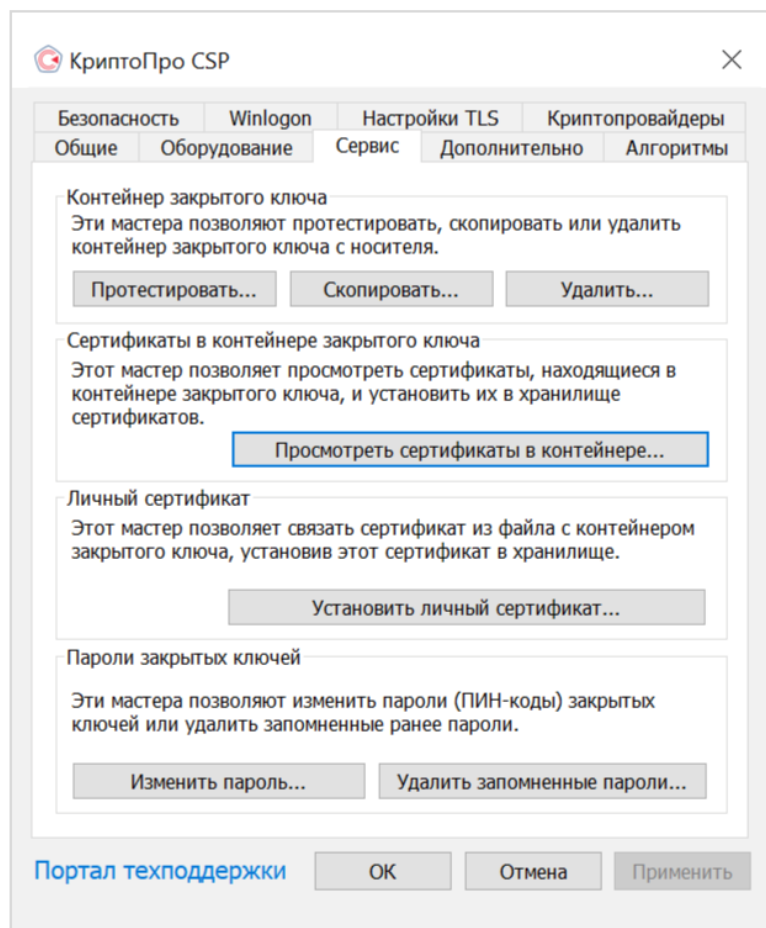 КриптоПро CSP
Безопасность Winlogon Настройки TLS Криптопровайдеры
Общие Оборудование Сервис Дополнительно Алгоритмы
Контейнер закрытого ключа
Эти мастера позволяют протестировать, скопировать или удалить
контейнер закрытого ключа с носителя.
Протестировать... Скопировать... Удалить...
Сертификаты в контейнере закрытого ключа
Этот мастер позволяет просмотреть сертификаты, находящиеся в
контейнере закрытого ключа, и установить их в хранилище
сертификатов.
Просмотреть сертификаты в контейнере...
Личный сертификат
Этот мастер позволяет связать сертификат из файла с контейнером
закрытого ключа, установив этот сертификат в хранилище.
Установить личный сертификат...
Пароли закрытых ключей
Эти мастера позволяют изменить пароли (ПИН-коды) закрытых
ключей или удалить запомненные ранее пароли.
Изменить пароль... Удалить запомненные пароли...
Портал техподдержки ОК Отмена Применить